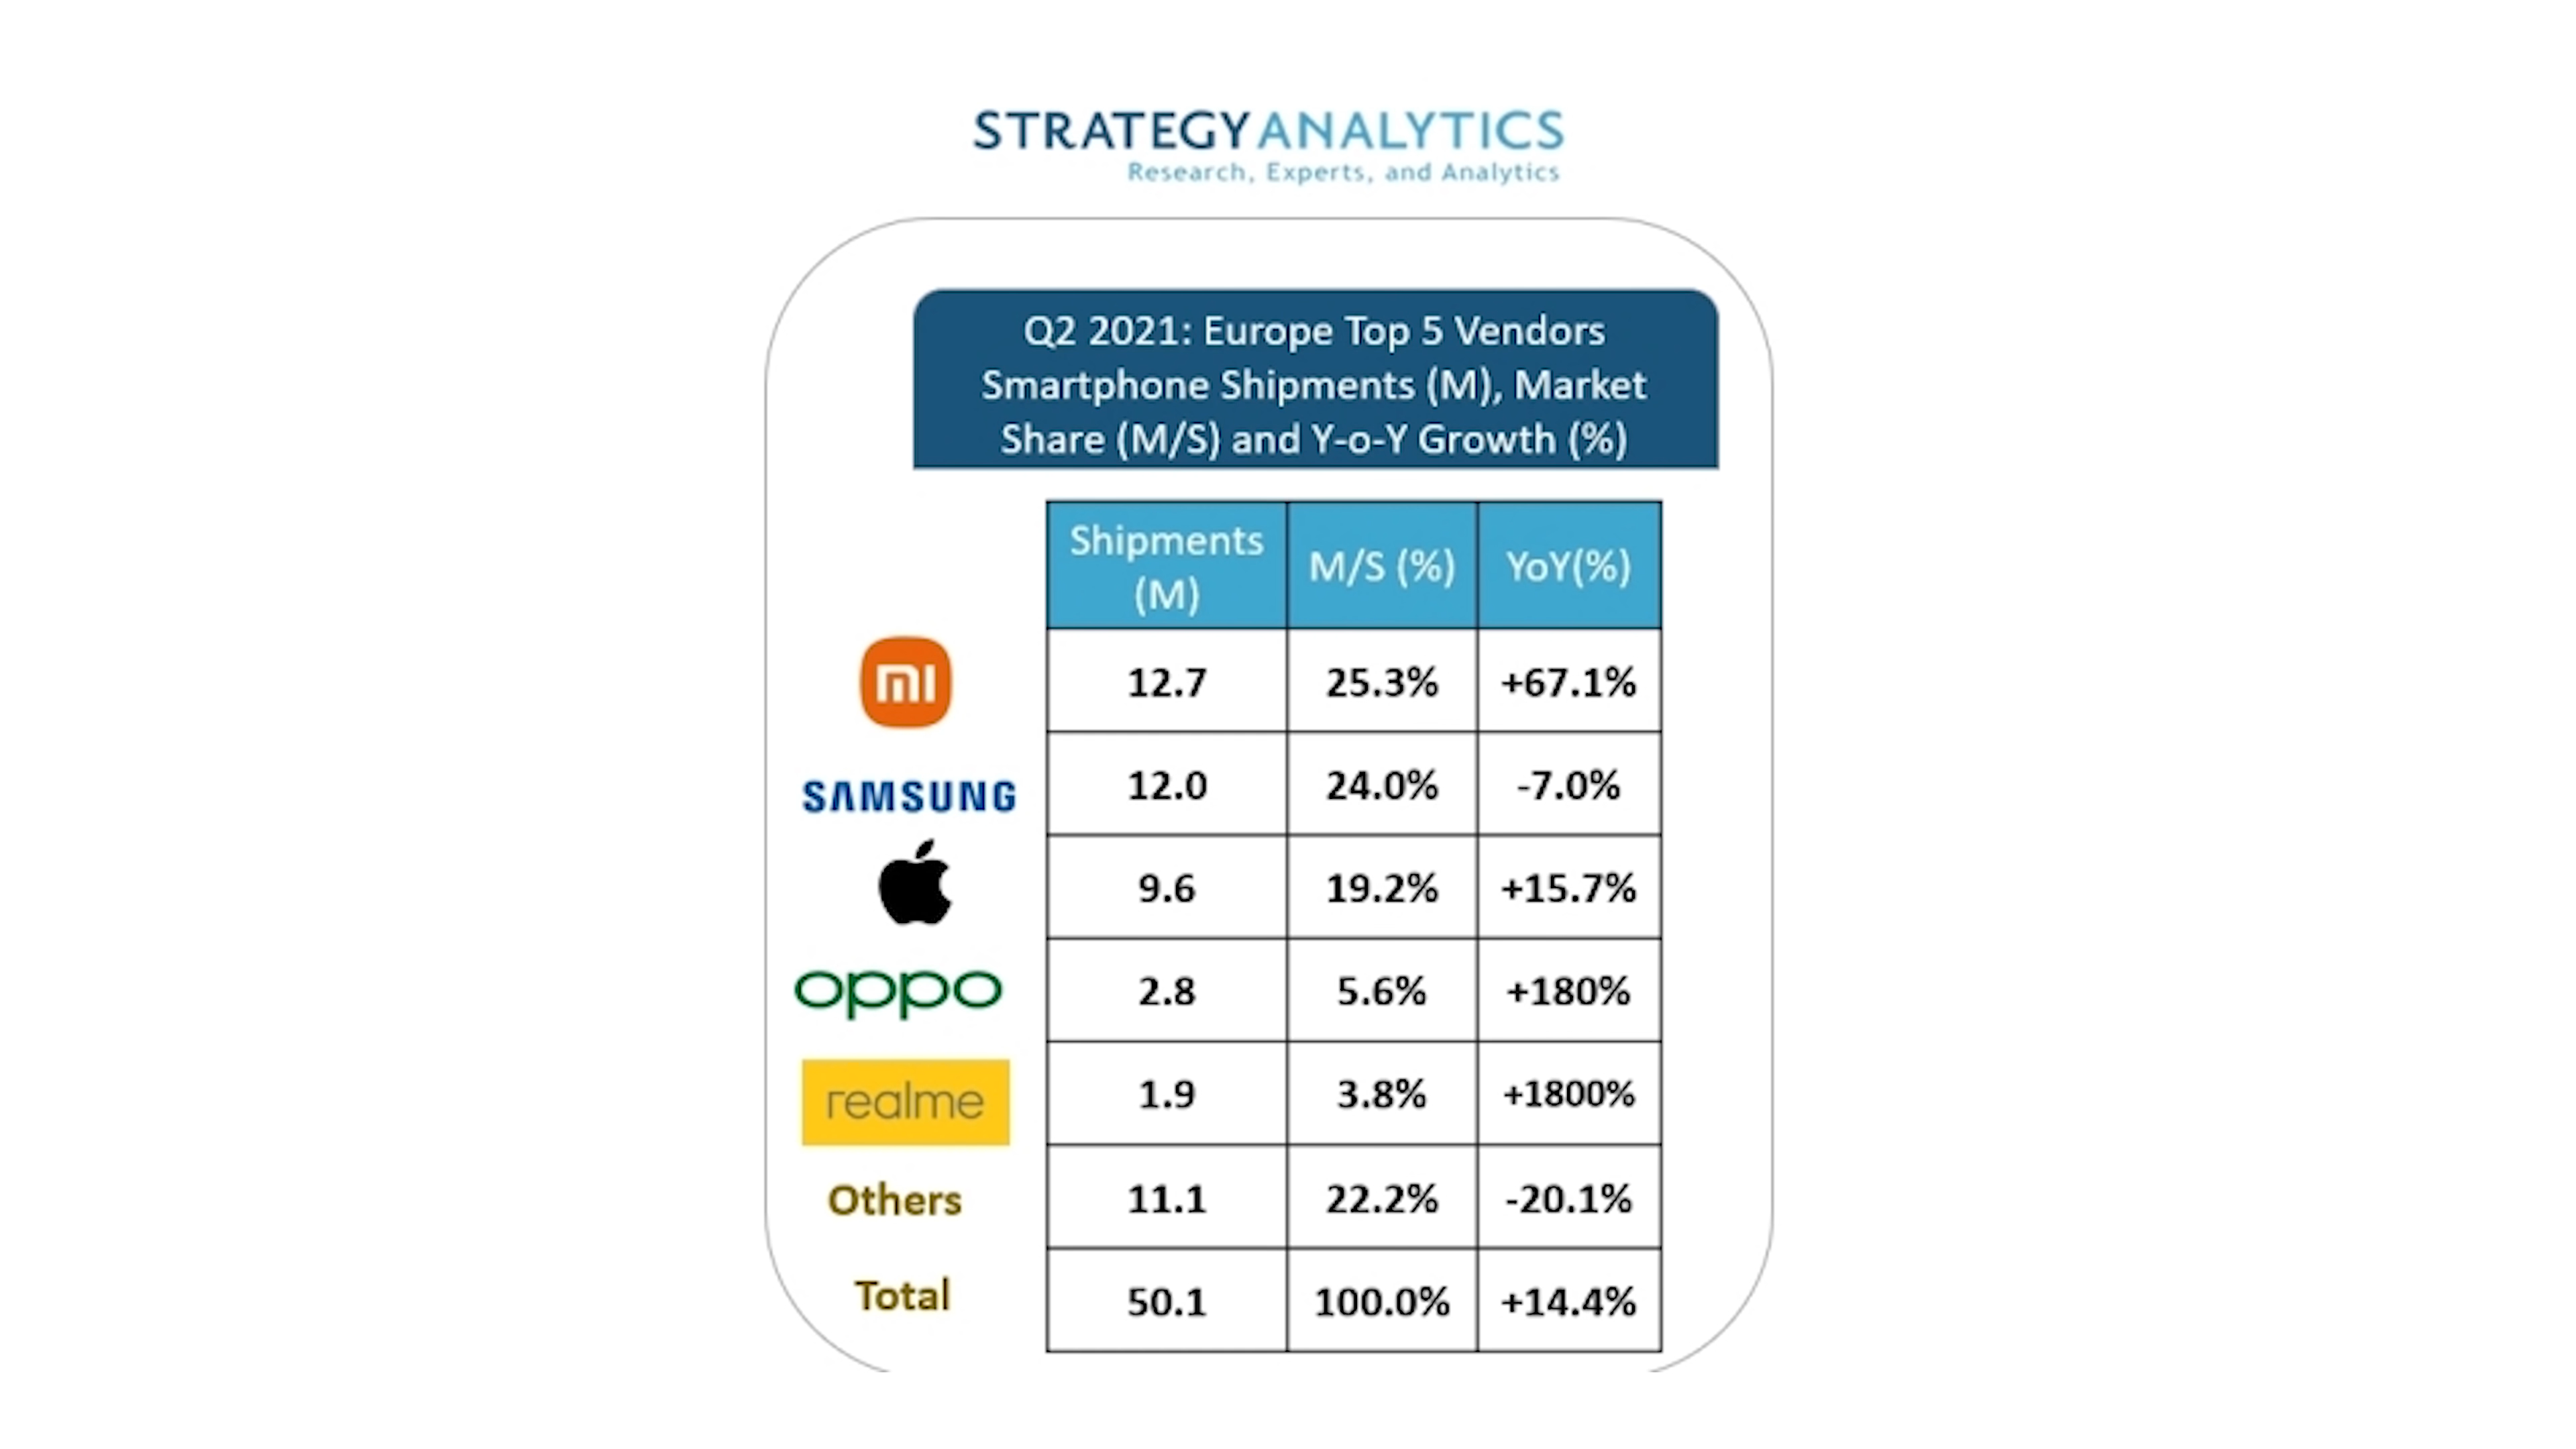 STRATEGYANALYTICS
Research, Experts, and Analytics
Q2 2021: Europe Top 5 Vendors
Smartphone Shipments (M), Market
Share (M/S) and Y-o-Y Growth (%)
Shipments (M) M/S (%) YoY(%)
mi 12.7 25.3% +67.1%
SAMSUNG 12.0 24.0% -7.0%
9.6 19.2% +15.7%
oppo 2.8 5.6% +180%
realme 1.9 3.8% +1800%
Others 11.1 22.2% -20.1%
Total 50.1 100.0% +14.4%